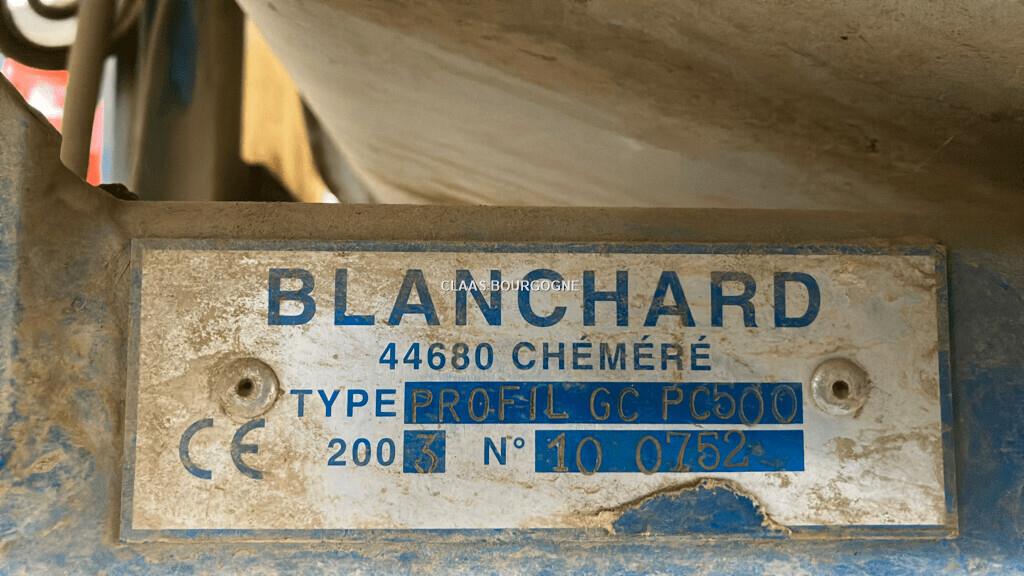 BLANCHARD
CLAAS BOURGOGNE
44680 CHÉMÉRÉ
TYPE PROFIL GC PC500
CE 2003 N° 10 0752